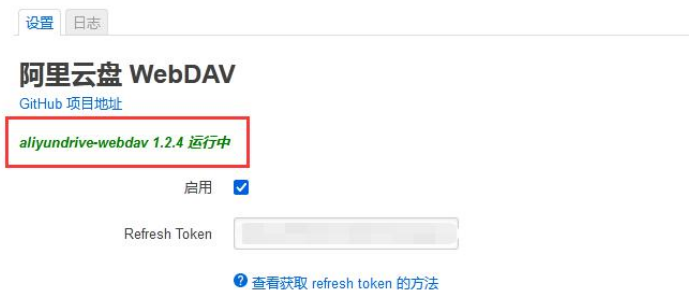 设置 日志
阿里云盘 WebDAV
GitHub 项目地址
aliyundrive-webdav 1.2.4 运行中
启用
Refresh Token
查看获取 refresh token 的方法